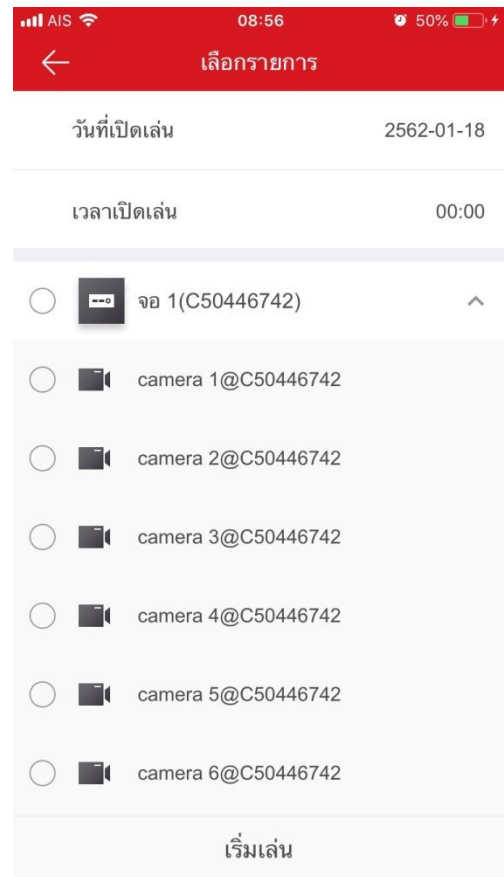 AIS 08:56 50%
เลือกรายการ
วันที่เปิดเล่น 2562-01-18
เวลาเปิดเล่น 00:00
จอ 1(C50446742)
camera 1@C50446742
camera 2@C50446742
camera 3@C50446742
camera 4@C50446742
camera 5@C50446742
camera 6@C50446742
เริ่มเล่น